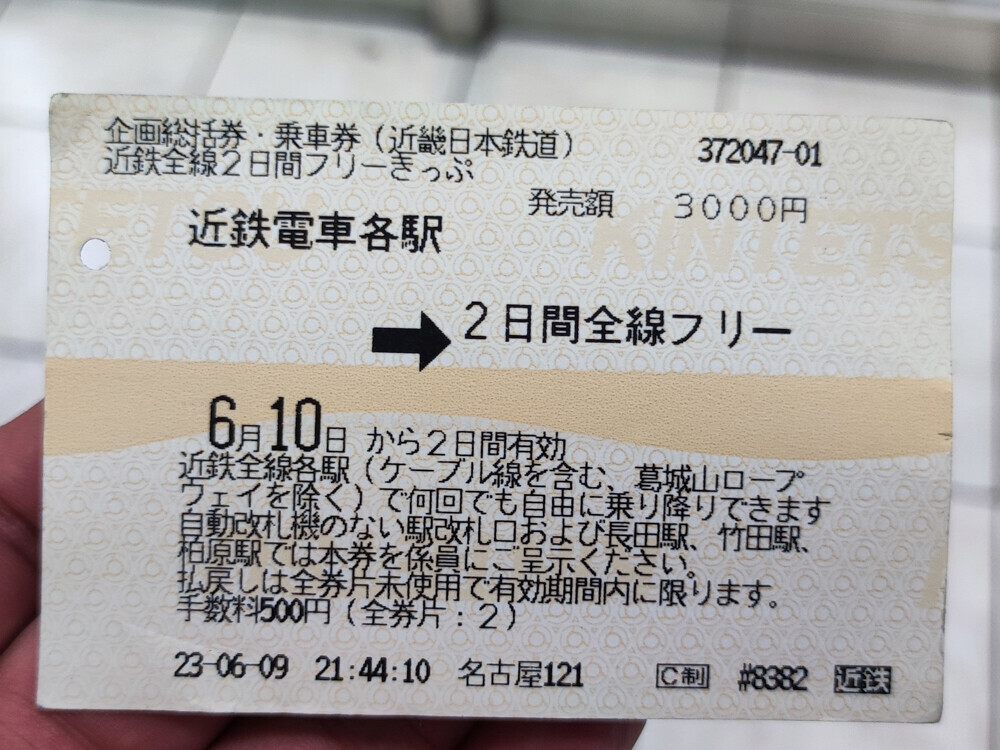 企画総括券・乗車券(近畿日本鉄道) 372047-01
近鉄全線2日間フリーきっぷ
発売額 3000円
近鉄電車各駅
➡2日間全線フリー
6月10日 から2日間有効
近鉄全線各駅(ケーブル線を含む、葛城山ロープ
ウェイを除く)で何回でも自由に乗り降りできます
自動改札機のない駅改札口および長田駅、竹田駅、
柏原駅では本券を係員にご呈示ください。
払戻しは全券片未使用で有効期間内に限ります。
手数料500円(全券片:2)
23-06-09 21:44:10 名古屋121 C制 #8382 近鉄